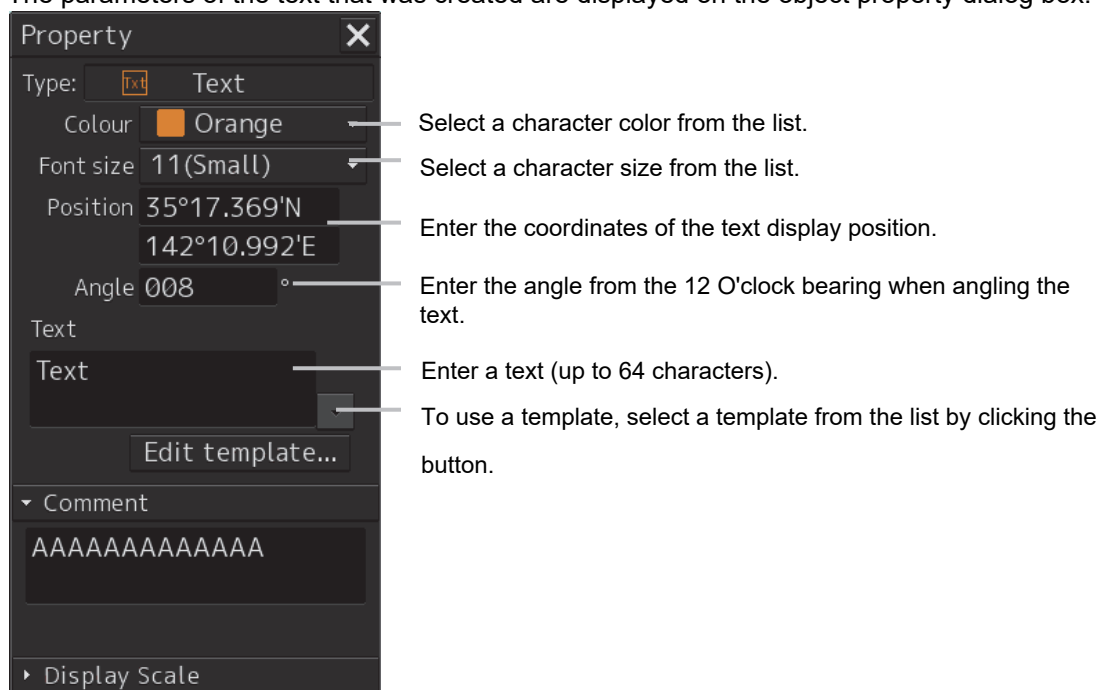 The parameters of the text that was created are displayed on the object property dialog box.
Property
Type: Txt Text
Colour Orange
Select a character color from the list.
Font size 11(Small)
Select a character size from the list.
Position 35°17.369'N
142°10.992'E
Enter the coordinates of the text display position.
Angle 008 °
Enter the angle from the 12 O'clock bearing when angling the
text.
Text
Text
Enter a text (up to 64 characters).
To use a template, select a template from the list by clicking the
button.
Edit template...
Comment
AAAAAAAAAAAAA
Display Scale